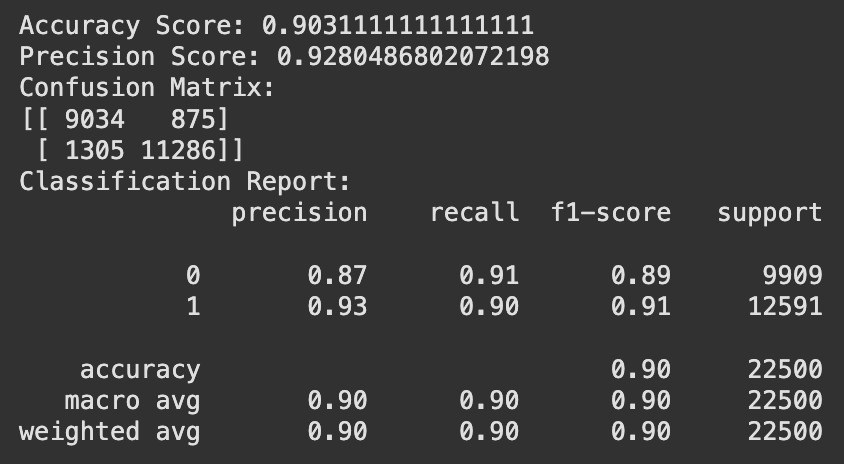 Accuracy Score: 0.9031111111111111
Precision Score: 0.9280486802072198
Confusion Matrix:
[[ 9034   875]
 [ 1305 11286]]
Classification Report:
              precision    recall  f1-score   support

           0       0.87      0.91      0.89      9909
           1       0.93      0.90      0.91     12591

    accuracy                           0.90     22500
   macro avg       0.90      0.90      0.90     22500
weighted avg       0.90      0.90      0.90     22500